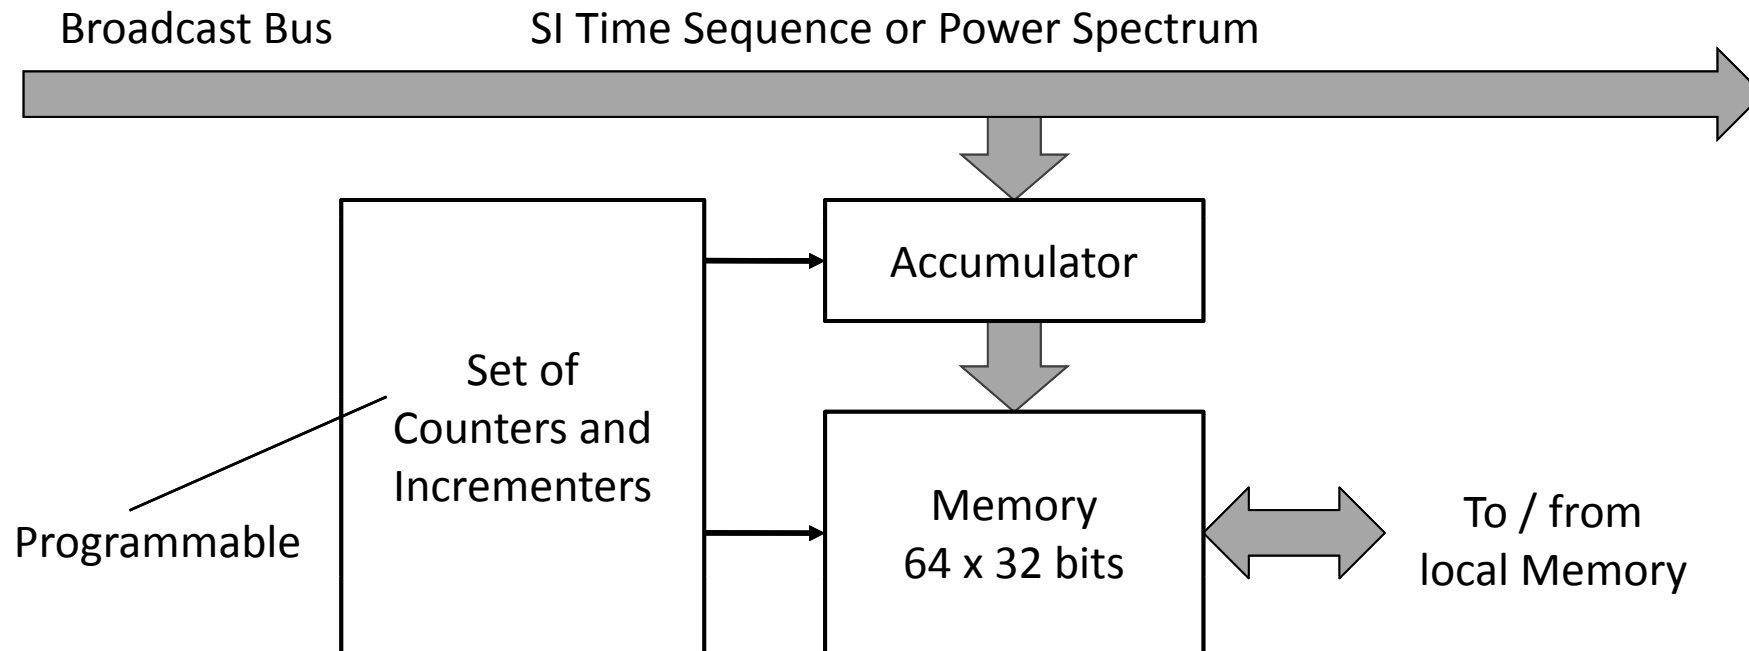 Broadcast Bus
SI Time Sequence or Power Spectrum
Accumulator
Set of
Counters and
Incrementers
Programmable
Memory
64 x 32 bits
To / from
local Memory